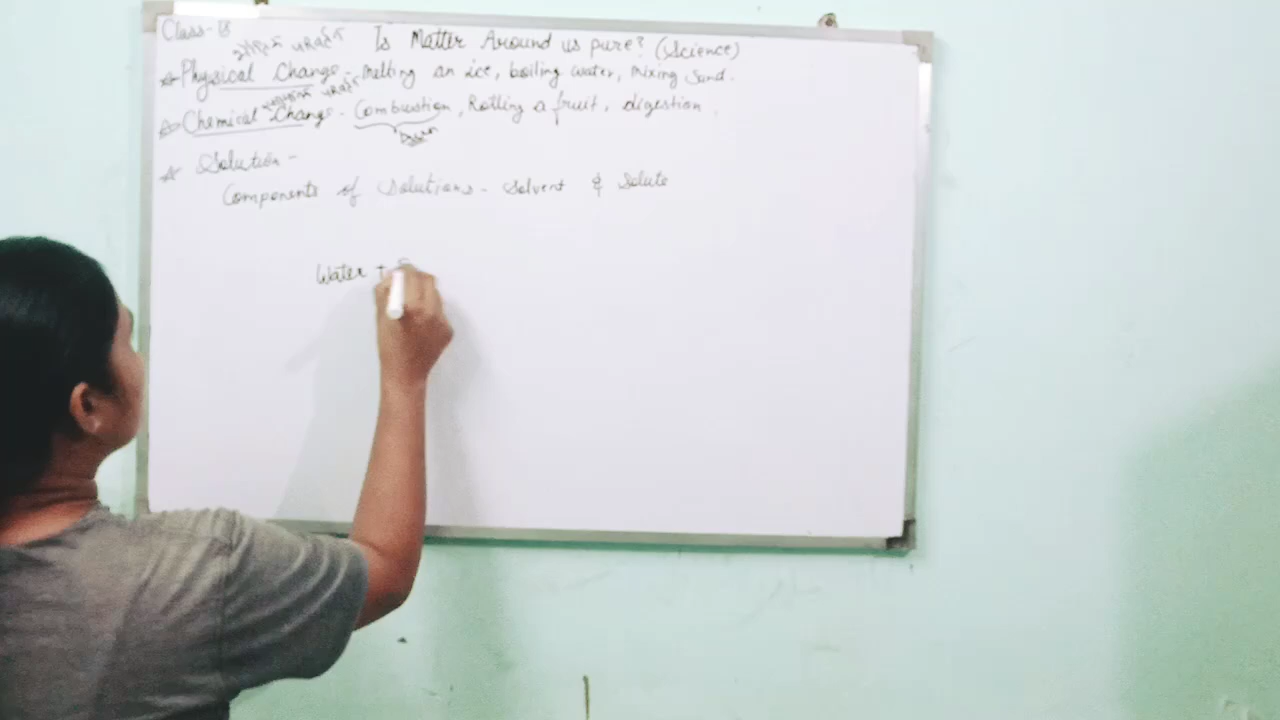 Class-
Is Matter Around us pure? (Science)
Physical Change - Melting an ice, boiling water, mixing sand.
Chemical Change - Combustion, Rotting a fruit, digestion
Solution -
Components of Solutions - Solvent & Solute
Water +